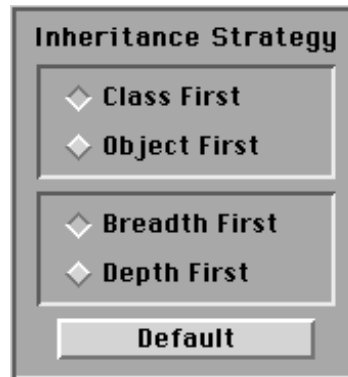 Inheritance Strategy
Class First
Object First
Breadth First
Depth First
Default